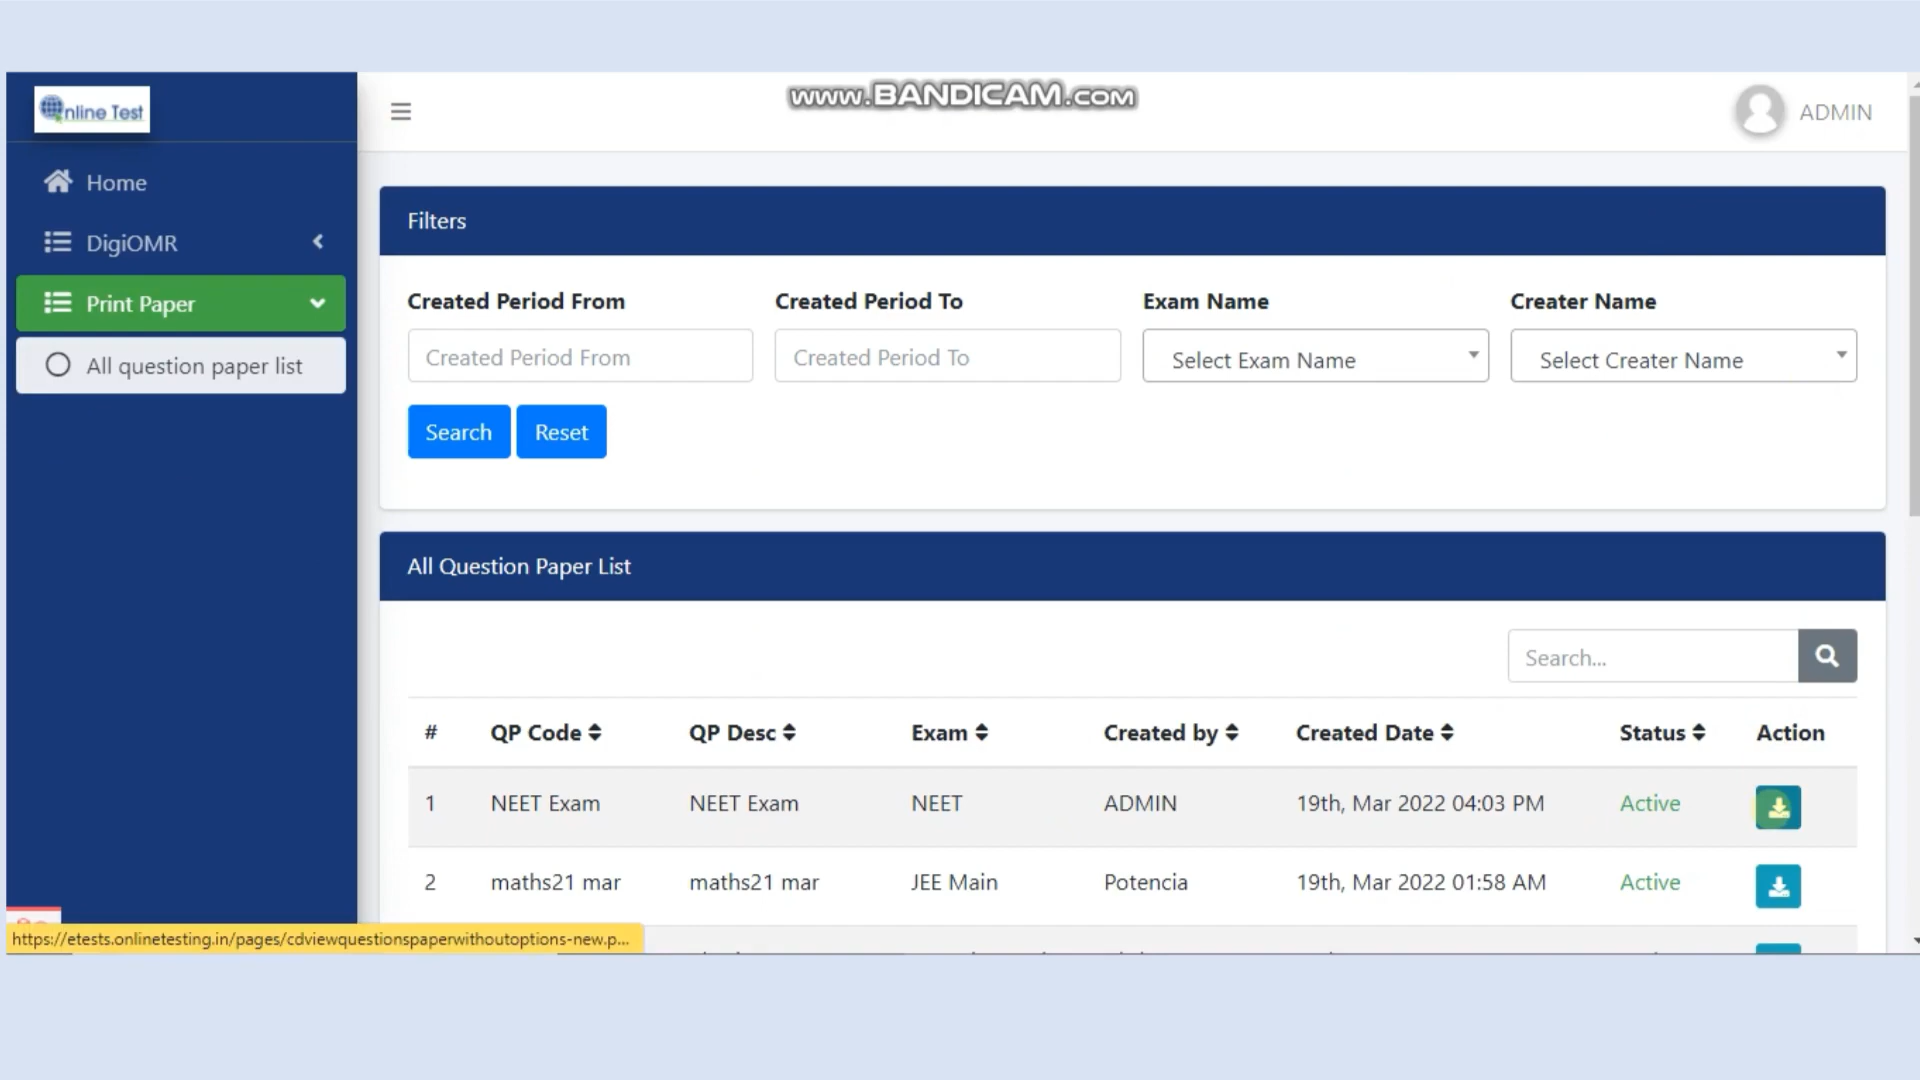 www.BANDICAM.com
nline Test
ADMIN
Home
DigiOMR
Print Paper
All question paper list
Filters
Created Period From
Created Period To
Exam Name
Creater Name
Created Period From
Created Period To
Select Exam Name
Select Creater Name
Search
Reset
All Question Paper List
Search...
# QP Code QP Desc Exam Created by Created Date Status Action
1 NEET Exam NEET Exam NEET ADMIN 19th, Mar 2022 04:03 PM Active
2 maths21 mar maths21 mar JEE Main Potencia 19th, Mar 2022 01:58 AM Active
https://etests.onlinetesting.in/pages/cdviewquestionspaperwithoutoptions-new.p...